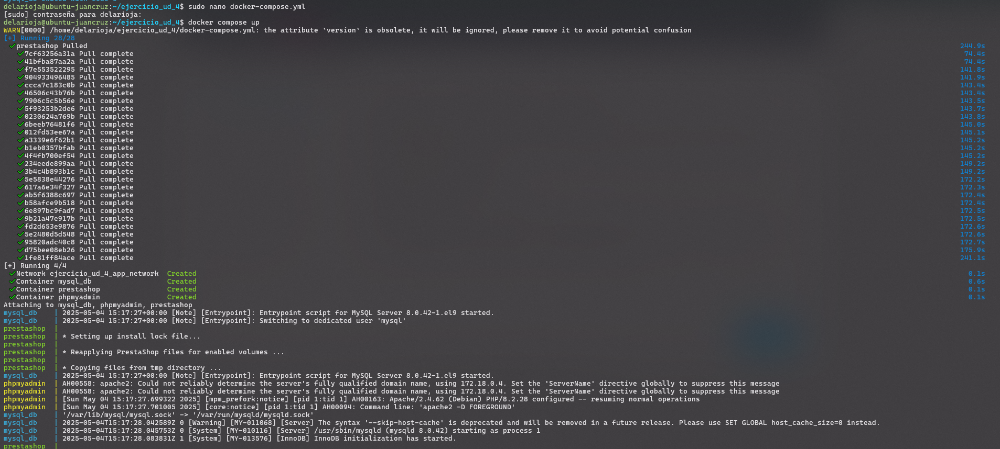 mysql_db exited with code 0
delarioja@ubuntu-juancruz:~/ejercicio_ud_4$ sudo nano docker-compose.yml
[sudo] contraseña para delarioja:
delarioja@ubuntu-juancruz:~/ejercicio_ud_4$ docker compose up
WARN[0000] /home/delarioja/ejercicio_ud_4/docker-compose.yml: the attribute `version` is obsolete, it will be ignored, please remove it to avoid potential confusion
[+] Running 28/28
✔prestashop Pulled 244.9s
✔7cf63256a31a Pull complete 74.4s
✔41bfba87aa2a Pull complete 74.4s
✔f7e553522295 Pull complete 141.8s
✔904933496485 Pull complete 141.9s
✔ccca7c183c0b Pull complete 143.4s
✔46506c43b76b Pull complete 143.4s
✔7906c5c5b56e Pull complete 143.5s
✔5f93253b2de6 Pull complete 143.7s
✔0230624a769b Pull complete 143.8s
✔6beeb76481f6 Pull complete 145.0s
✔012fd53ee67a Pull complete 145.1s
✔a3339e6f62b1 Pull complete 145.2s
✔b1eb0357bfab Pull complete 145.2s
✔4f4fb700ef54 Pull complete 145.2s
✔234eede899aa Pull complete 149.2s
✔3b4c4b893b1c Pull complete 149.2s
✔5e5838e44276 Pull complete 172.2s
✔617a6e34f327 Pull complete 172.3s
✔ab5f6388c697 Pull complete 172.4s
✔b58afce9b518 Pull complete 172.4s
✔6e897bc9fad7 Pull complete 172.5s
✔9b21a47e917b Pull complete 172.5s
✔fd2d653e9876 Pull complete 172.6s
✔5e2480d5d548 Pull complete 172.6s
✔95820adc40c8 Pull complete 172.7s
✔d75bee08eb26 Pull complete 175.9s
✔1fe81ff84ace Pull complete 241.1s
[+] Running 4/4
✔Network ejercicio_ud_4_app_network Created 0.1s
✔Container mysql_db Created 0.6s
✔Container prestashop Created 0.1s
✔Container phpmyadmin Created 0.1s
Attaching to mysql_db, phpmyadmin, prestashop
mysql_db | 2025-05-04 15:17:27+00:00 [Note] [Entrypoint]: Entrypoint script for MySQL Server 8.0.42-1.el9 started.
mysql_db | 2025-05-04 15:17:27+00:00 [Note] [Entrypoint]: Switching to dedicated user 'mysql'
prestashop |
prestashop | * Setting up install lock file...
prestashop |
prestashop | * Reapplying PrestaShop files for enabled volumes ...
prestashop |
prestashop | * Copying files from tmp directory ...
mysql_db | 2025-05-04 15:17:27+00:00 [Note] [Entrypoint]: Entrypoint script for MySQL Server 8.0.42-1.el9 started.
phpmyadmin | AH00558: apache2: Could not reliably determine the server's fully qualified domain name, using 172.18.0.4. Set the 'ServerName' directive globally to suppress this message
phpmyadmin | AH00558: apache2: Could not reliably determine the server's fully qualified domain name, using 172.18.0.4. Set the 'ServerName' directive globally to suppress this message
phpmyadmin | [Sun May 04 15:17:27.699322 2025] [mpm_prefork:notice] [pid 1:tid 1] AH00163: Apache/2.4.62 (Debian) PHP/8.2.28 configured -- resuming normal operations
phpmyadmin | [Sun May 04 15:17:27.701005 2025] [core:notice] [pid 1:tid 1] AH00094: Command line: 'apache2 -D FOREGROUND'
mysql_db | '/var/lib/mysql/mysql.sock' -> '/var/run/mysqld/mysqld.sock'
mysql_db | 2025-05-04T15:17:28.042589Z 0 [Warning] [MY-011068] [Server] The syntax '--skip-host-cache' is deprecated and will be removed in a future release. Please use SET GLOBAL host_cache_size=0 instead.
mysql_db | 2025-05-04T15:17:28.045753Z 0 [System] [MY-010116] [Server] /usr/sbin/mysqld (mysqld 8.0.42) starting as process 1
mysql_db | 2025-05-04T15:17:28.083831Z 1 [System] [MY-013576] [InnoDB] InnoDB initialization has started.
prestashop |